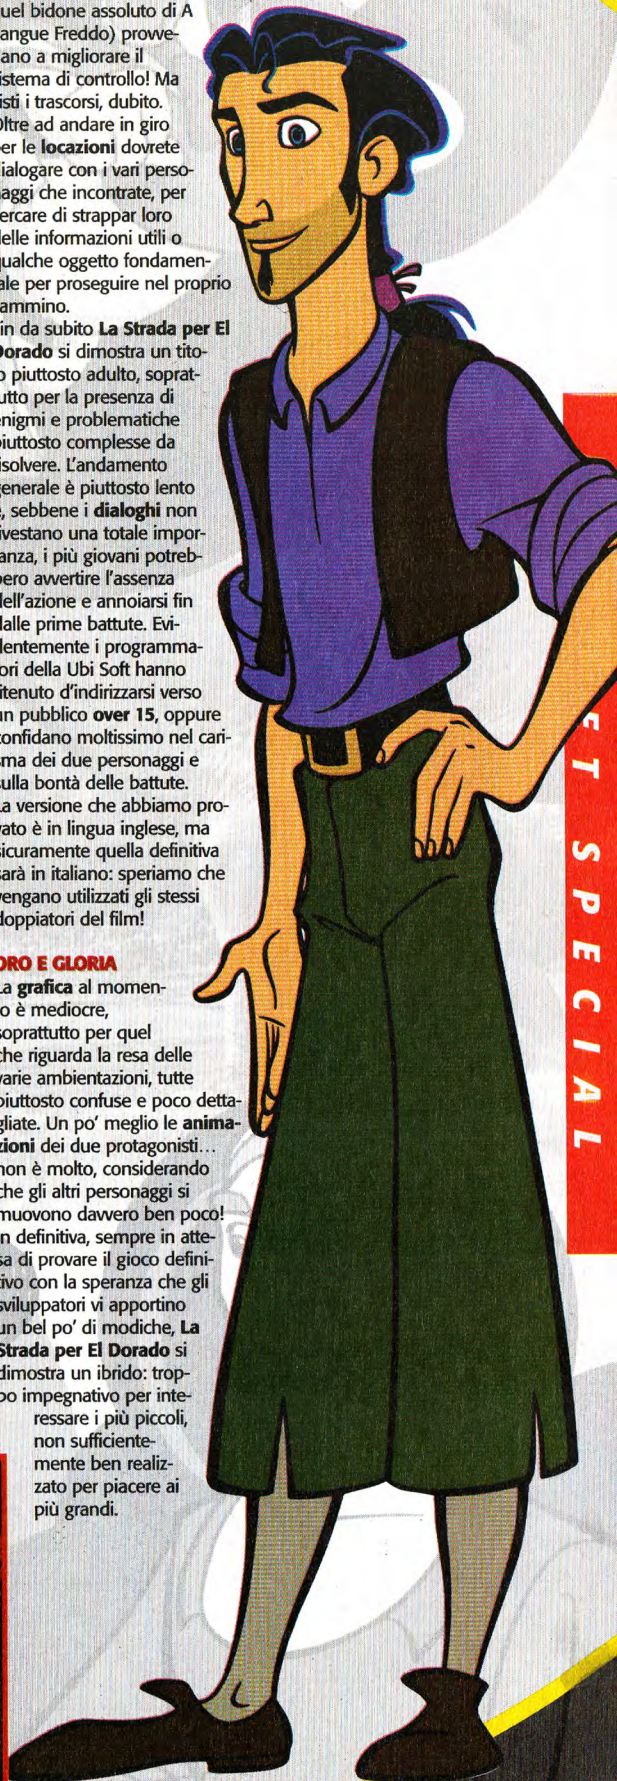 uel bidone assoluto di A
angue Freddo) provve-
ano a migliorare il
istema di controllo! Ma
isti i trascorsi, dubito.
Oltre ad andare in giro
er le locazioni dovrete
ialogare con i vari perso-
aggi che incontrate, per
ercare di strappar loro
elle informazioni utili o
qualche oggetto fondamen-
ale per proseguire nel proprio
ammino.
in da subito La Strada per El
Dorado si dimostra un tito-
o piuttosto adulto, soprat-
utto per la presenza di
enigmi e problematiche
piuttosto complesse da
isolvere. L'andamento
generale è piuttosto lento
e, sebbene i dialoghi non
ivestano una totale impor-
anza, i più giovani potreb-
bero avvertire l'assenza
dell'azione e annoiarsi fin
dalle prime battute. Evi-
dentemente i programma-
ori della Ubi Soft hanno
itenuto d'indirizzarsi verso
un pubblico over 15, oppure
confidano moltissimo nel cari-
sma dei due personaggi e
sulla bontà delle battute.
La versione che abbiamo pro-
vato è in lingua inglese, ma
sicuramente quella definitiva
sarà in italiano: speriamo che
vengano utilizzati gli stessi
doppiatori del film!
ORO E GLORIA
La grafica al momen-
to è mediocre,
soprattutto per quel
che riguarda la resa delle
varie ambientazioni, tutte
piuttosto confuse e poco detta-
gliate. Un po' meglio le anima-
zioni dei due protagonisti...
non è molto, considerando
che gli altri personaggi si
muovono davvero ben poco!
In definitiva, sempre in atte-
sa di provare il gioco defini-
tivo con la speranza che gli
sviluppatori vi apportino
un bel po' di modiche, La
Strada per El Dorado si
dimostra un ibrido: trop-
po impegnativo per inte-
ressare i più piccoli,
non sufficiente-
mente ben realiz-
zato per piacere ai
più grandi.
ET SPECIAL